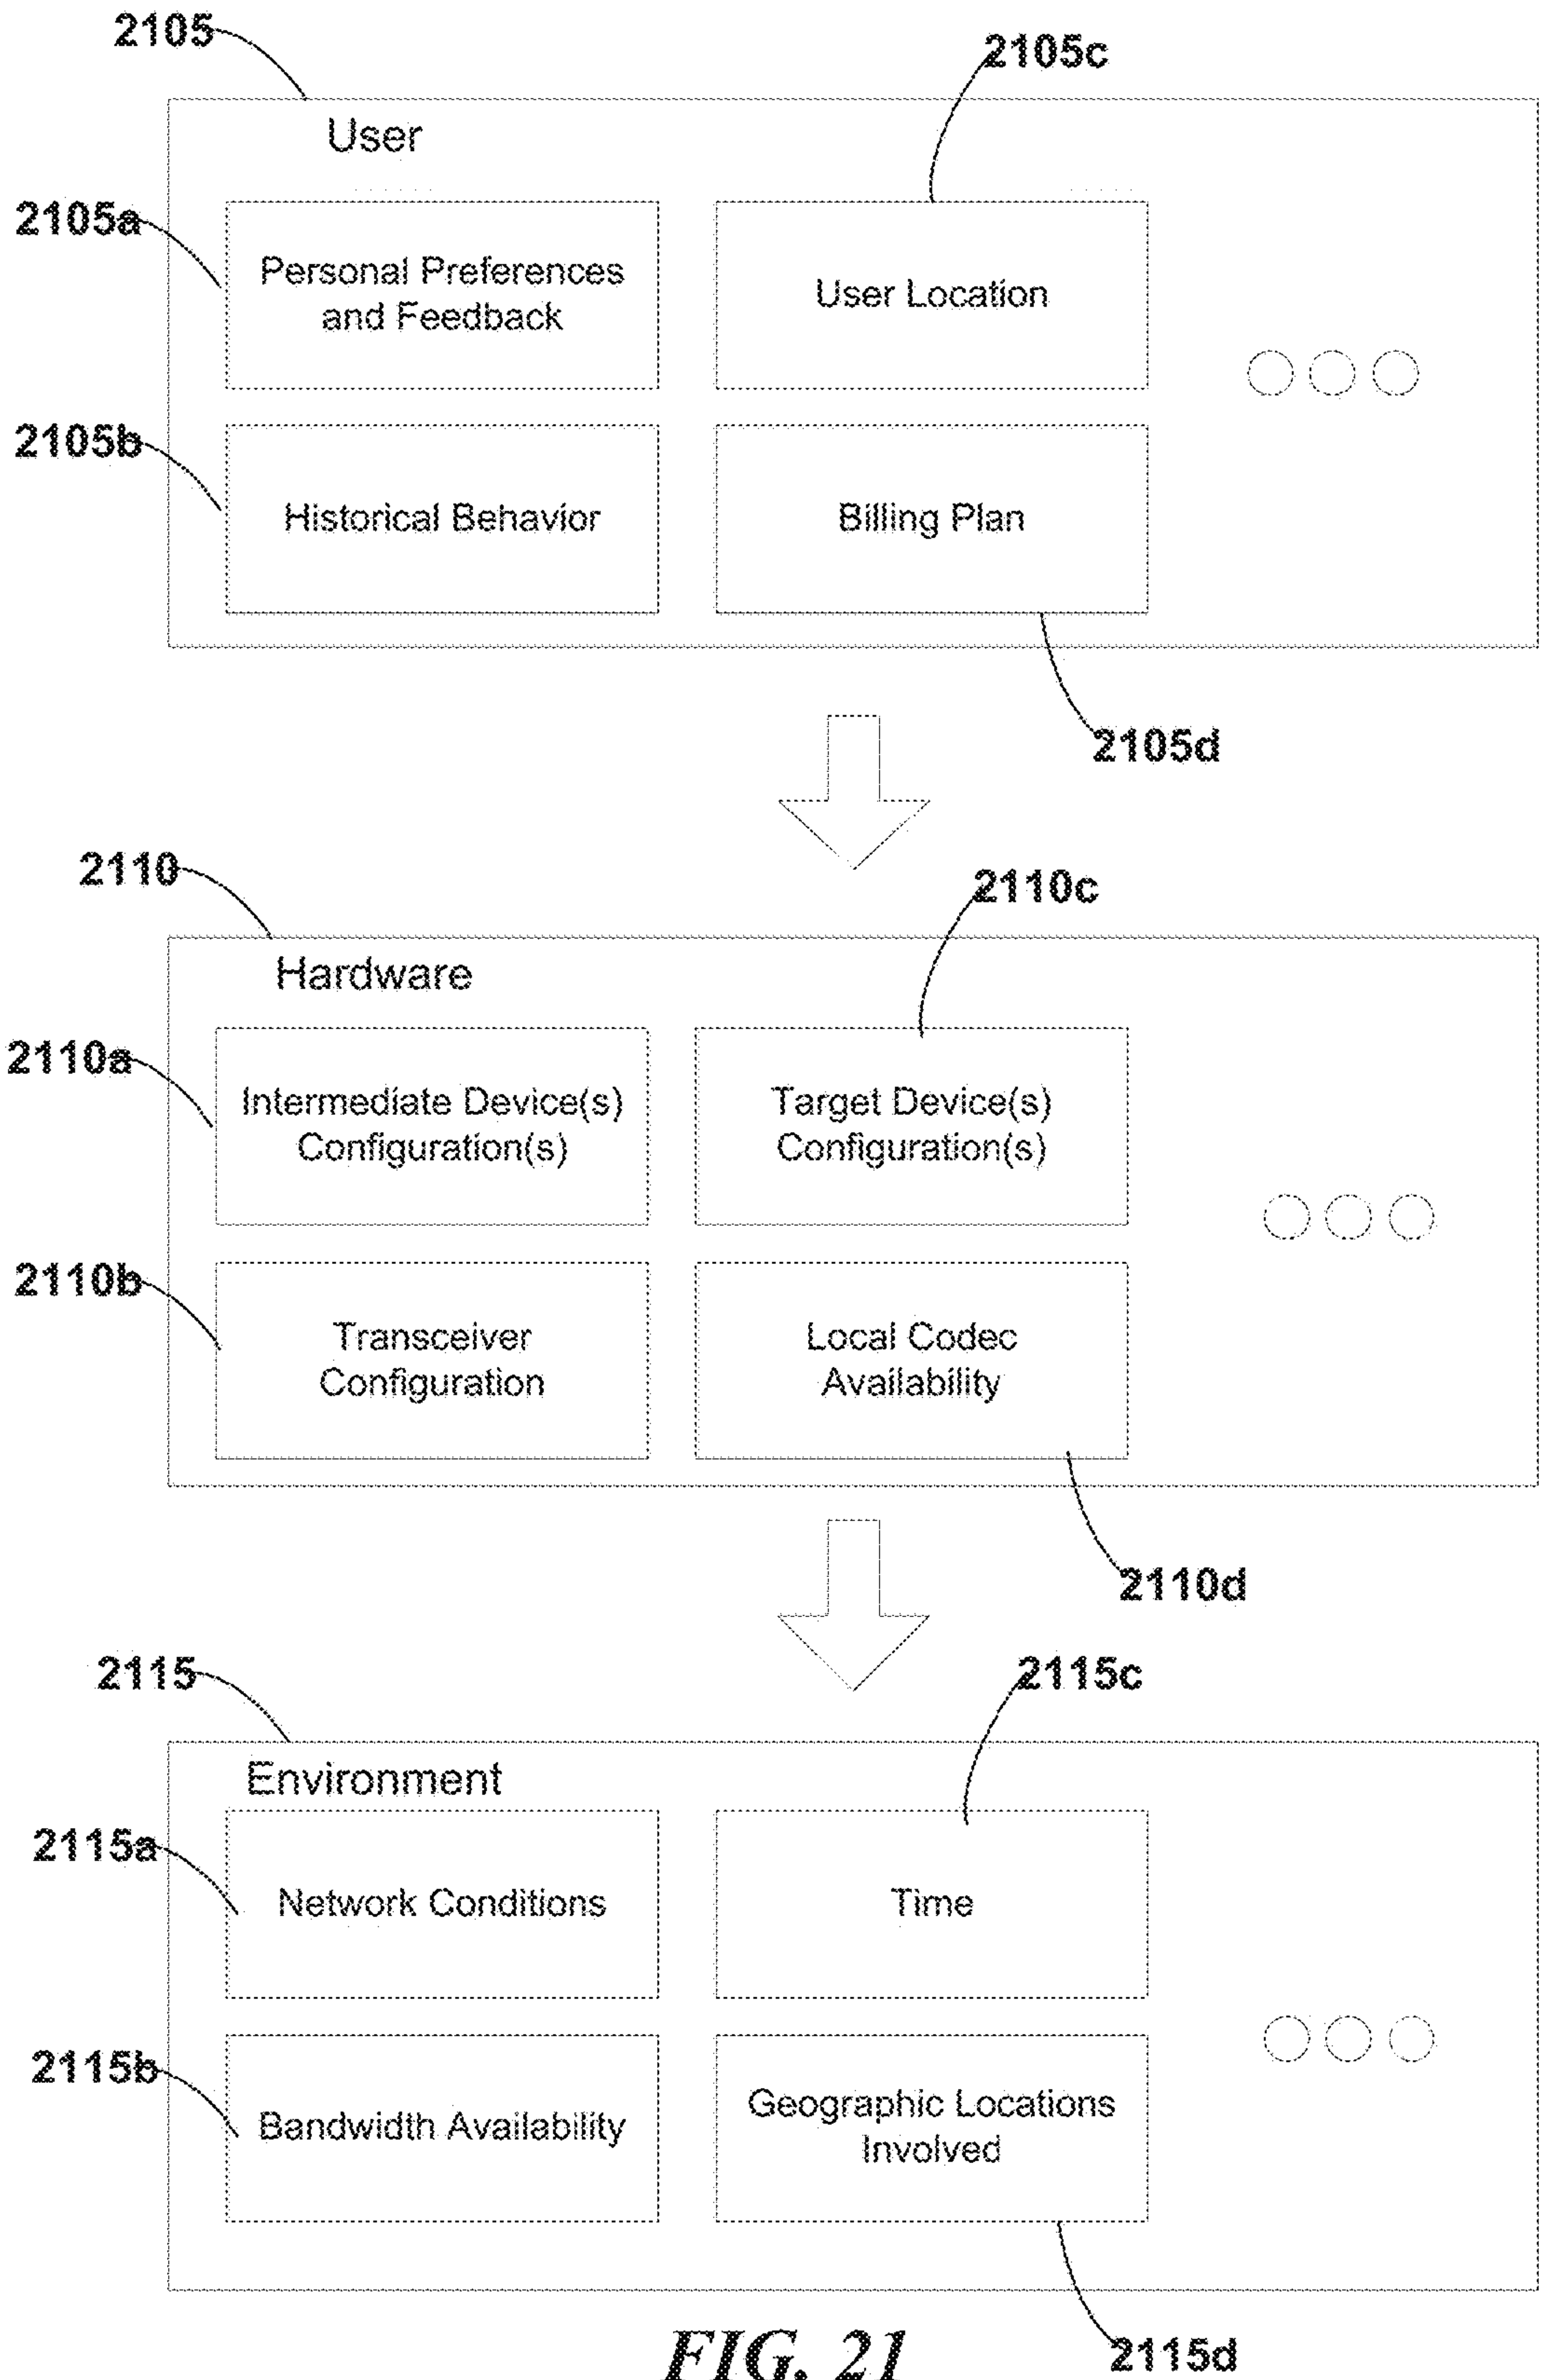 2105
2105c
User
2105a
Personal Preferences
and Feedback
User Location
2105b
Historical Behavior
Billing Plan
2105d
2110
2110c
Hardware
2110a
Intermediate Device(s)
Configuration(s)
Target Device(s)
Configuration(s)
2110b
Transceiver
Configuration
Local Codec
Availability
2110d
2115
2115c
Environment
2115a
Network Conditions
Time
2115b
Bandwidth Availability
Geographic Locations
Involved
2115d
FIG. 21